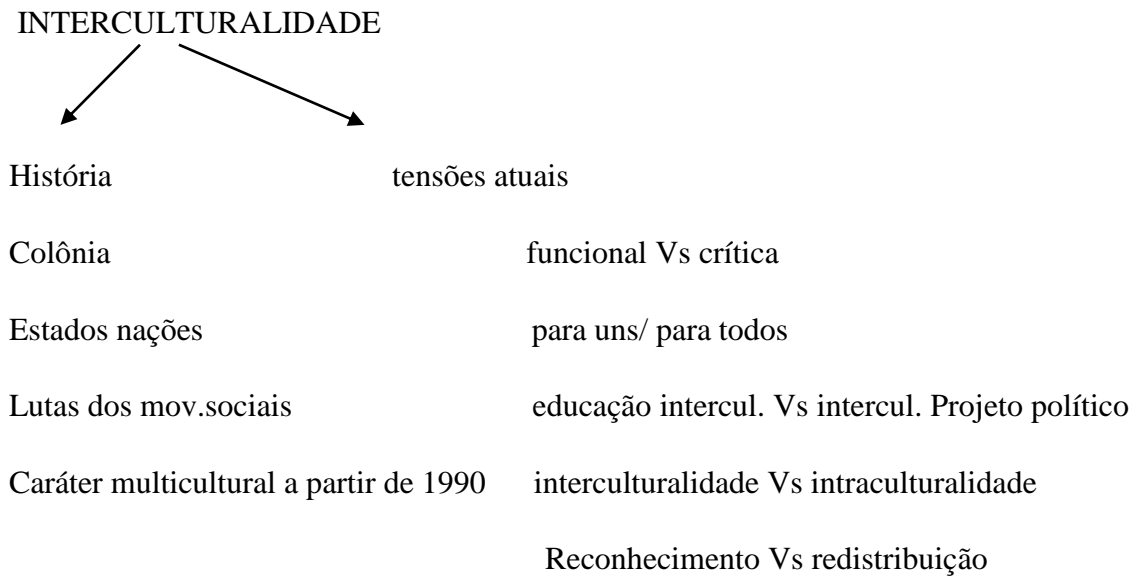 INTERCULTURALIDADE
História tensões atuais
Colônia funcional Vs crítica
Estados nações para uns/ para todos
Lutas dos mov.sociais educação intercul. Vs intercul. Projeto político
Caráter multicultural a partir de 1990 interculturalidade Vs intraculturalidade
Reconhecimento Vs redistribuição